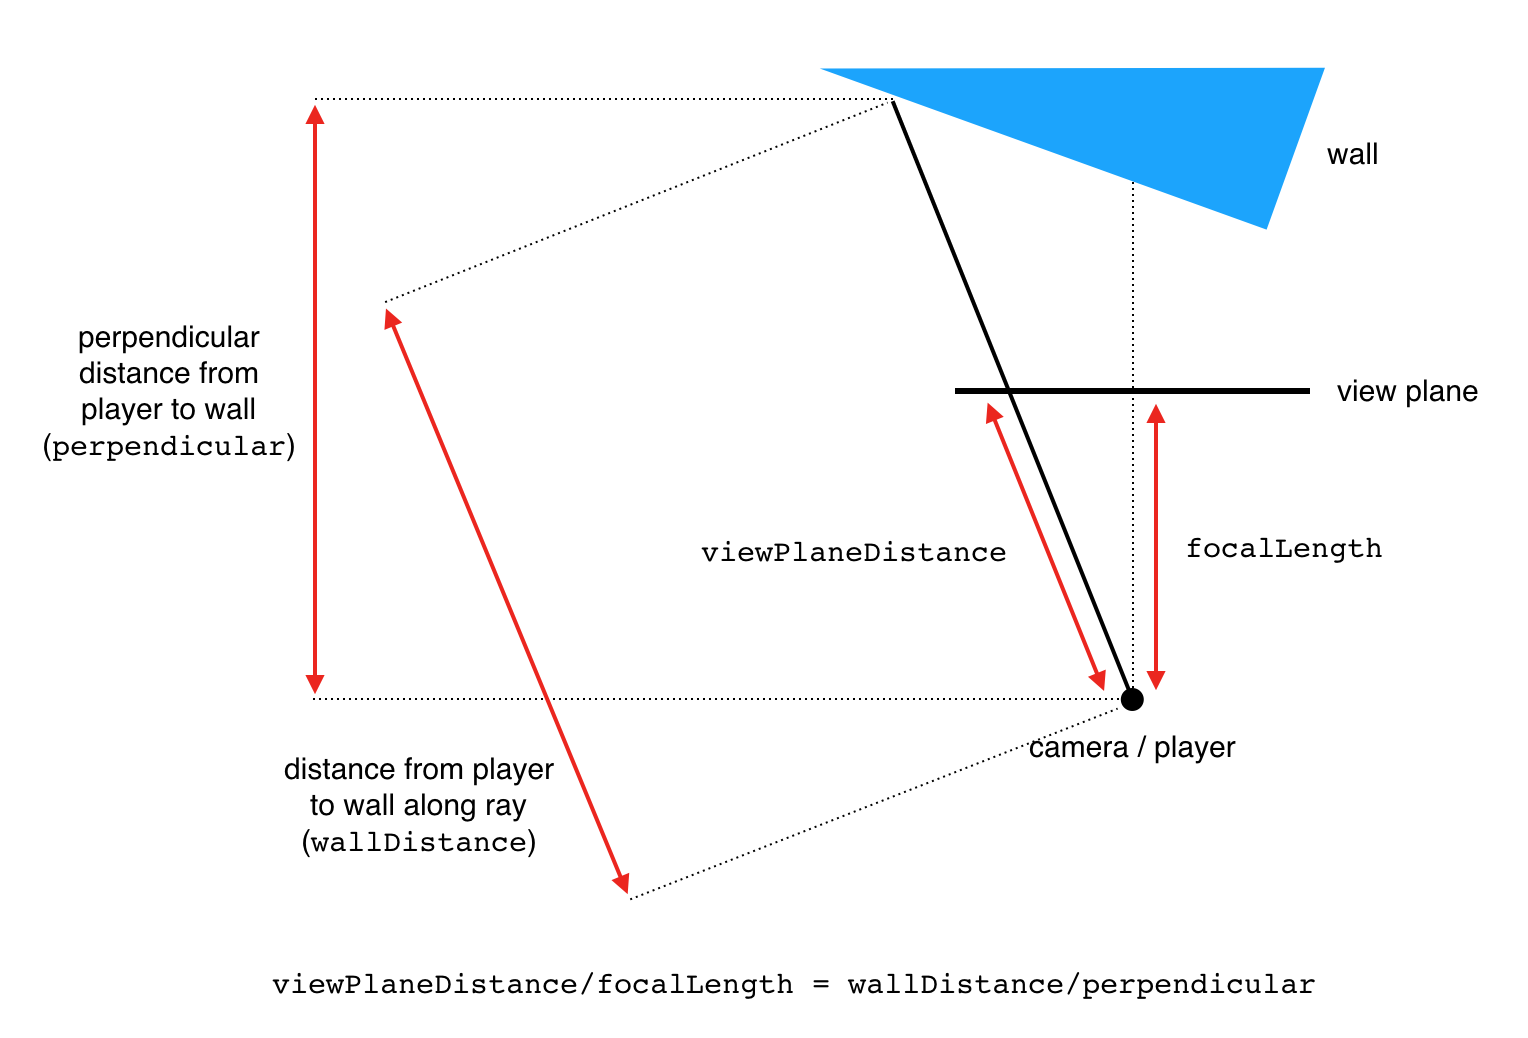 wall
perpendicular
distance from
player to wall
(perpendicular)
view plane
viewPlaneDistance
focalLength
camera / player
distance from player
to wall along ray
(wallDistance)
viewPlaneDistance/focalLength = wallDistance/perpendicular